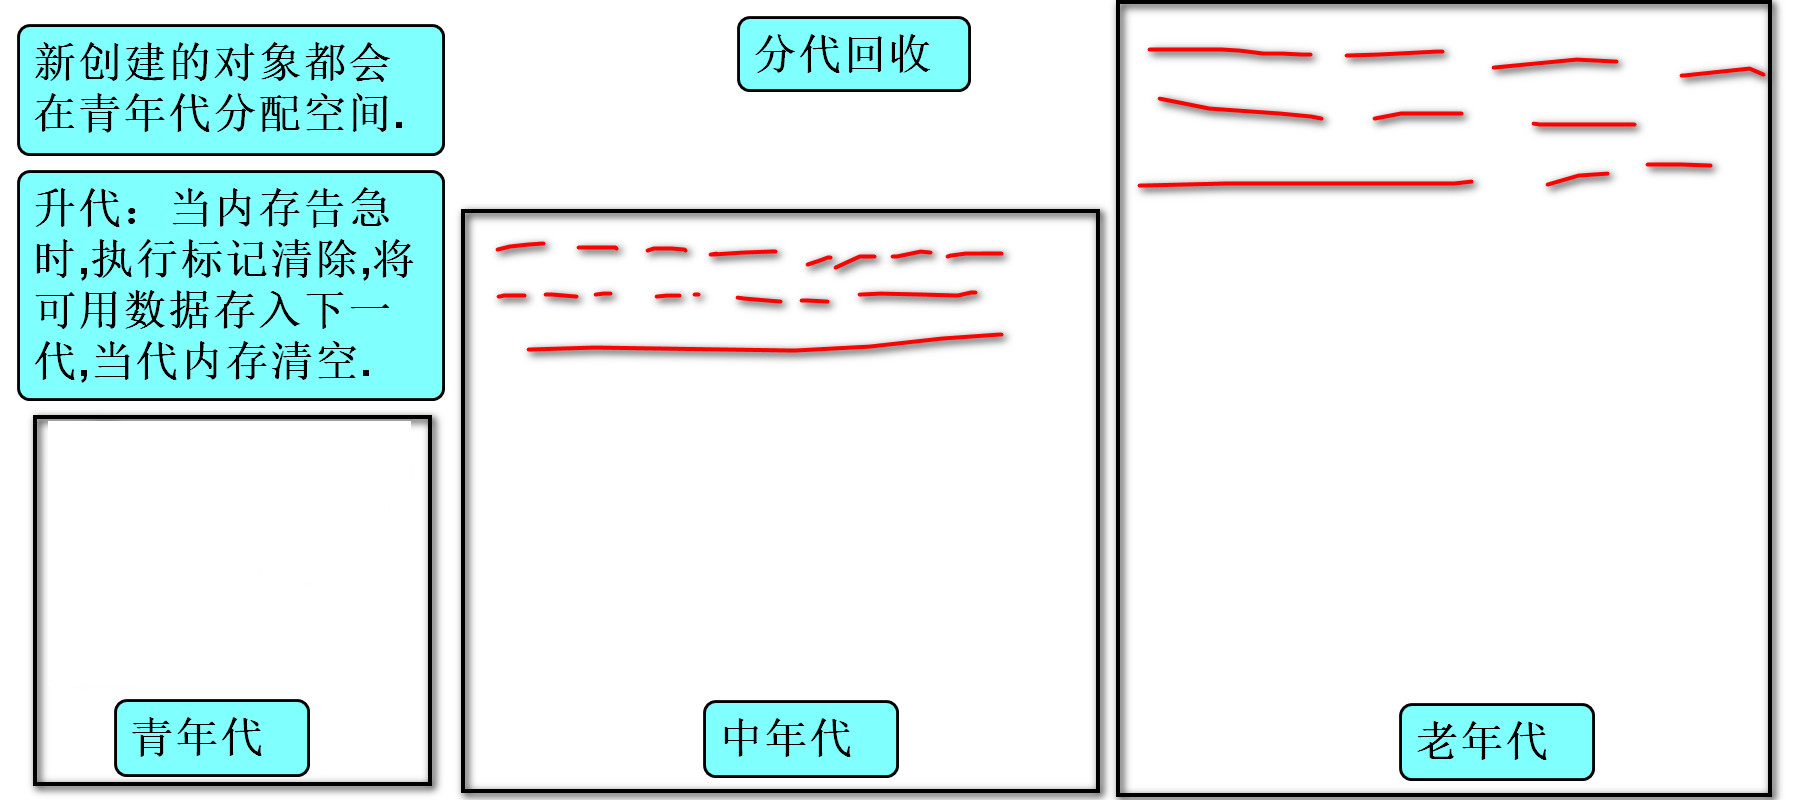 新创建的对象都会
在青年代分配空间.
升代：当内存告急
时,执行标记清除,将
可用数据存入下一
代,当代内存清空.
分代回收
青年代
中年代
老年代